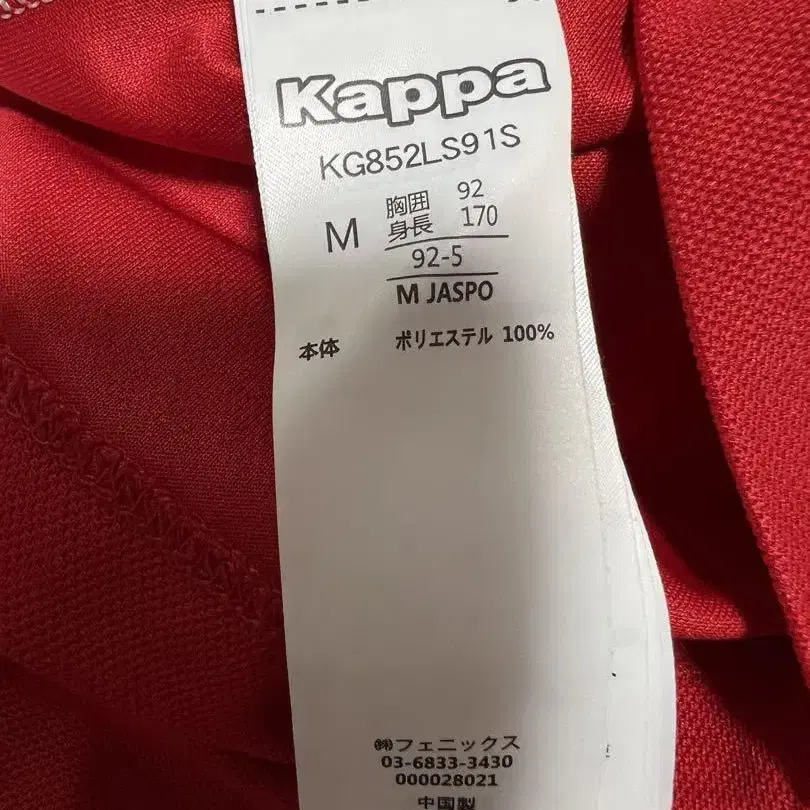 Kappa
KG852LS91S
M
胸囲 92
身長 170
92-5
M JASPO
本体 ポリエステル 100%
㈱フェニックス
03-6833-3430
000028021
中国製